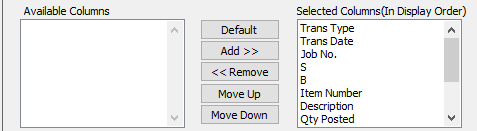 Available Columns
Selected Columns(In Display Order)
Default
Add >>
<< Remove
Move Up
Move Down
Trans Type
Trans Date
Job No.
S
B
Item Number
Description
Qty Posted